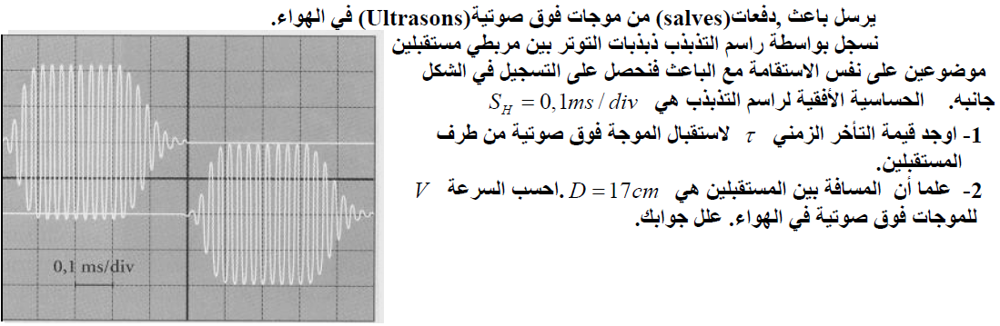 يرسل باعث ,دفعات(salves) من موجات فوق صوتية(Ultrasons) في الهواء.
نسجل بواسطة راسم التذبذب ذبذبات التوتر بين مربطي مستقبلين
موضوعين على نفس الاستقامة مع الباعث فنحصل على التسجيل في الشكل
جانبه. الحساسية الأفقية لراسم التذبذب هي S_H = 0,1ms / div
1- اوجد قيمة التأخر الزمني τ لاستقبال الموجة فوق صوتية من طرف
المستقبلين.
2- علما أن المسافة بين المستقبلين هي D = 17cm .احسب السرعة V
للموجات فوق صوتية في الهواء. علل جوابك.
0,1 ms/div